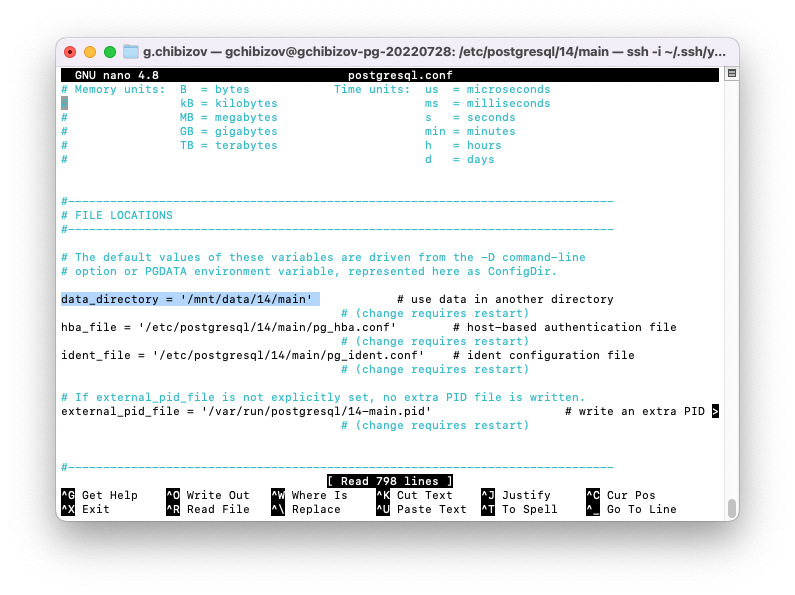 g.chibizov — gchibizov@gchibizov-pg-20220728: /etc/postgresql/14/main — ssh -i ~/.ssh/y...
GNU nano 4.8                           postgresql.conf
# Memory units:  B  = bytes            Time units:  us  = microseconds
#                kB = kilobytes                     ms  = milliseconds
#                MB = megabytes                     s   = seconds
#                GB = gigabytes                     min = minutes
#                TB = terabytes                     h   = hours
#                                                   d   = days
#------------------------------------------------------------------------------
# FILE LOCATIONS
#------------------------------------------------------------------------------
# The default values of these variables are driven from the -D command-line
# option or PGDATA environment variable, represented here as ConfigDir.
data_directory = '/mnt/data/14/main'            # use data in another directory
                                        # (change requires restart)
hba_file = '/etc/postgresql/14/main/pg_hba.conf'        # host-based authentication file
                                        # (change requires restart)
ident_file = '/etc/postgresql/14/main/pg_ident.conf'    # ident configuration file
                                        # (change requires restart)
# If external_pid_file is not explicitly set, no extra PID file is written.
external_pid_file = '/var/run/postgresql/14-main.pid'                   # write an extra PID >
                                        # (change requires restart)
#------------------------------------------------------------------------------
[ Read 798 lines ]
^G Get Help    ^O Write Out   ^W Where Is    ^K Cut Text    ^J Justify     ^C Cur Pos
^X Exit        ^R Read File   ^\ Replace     ^U Paste Text  ^T To Spell    ^_ Go To Line